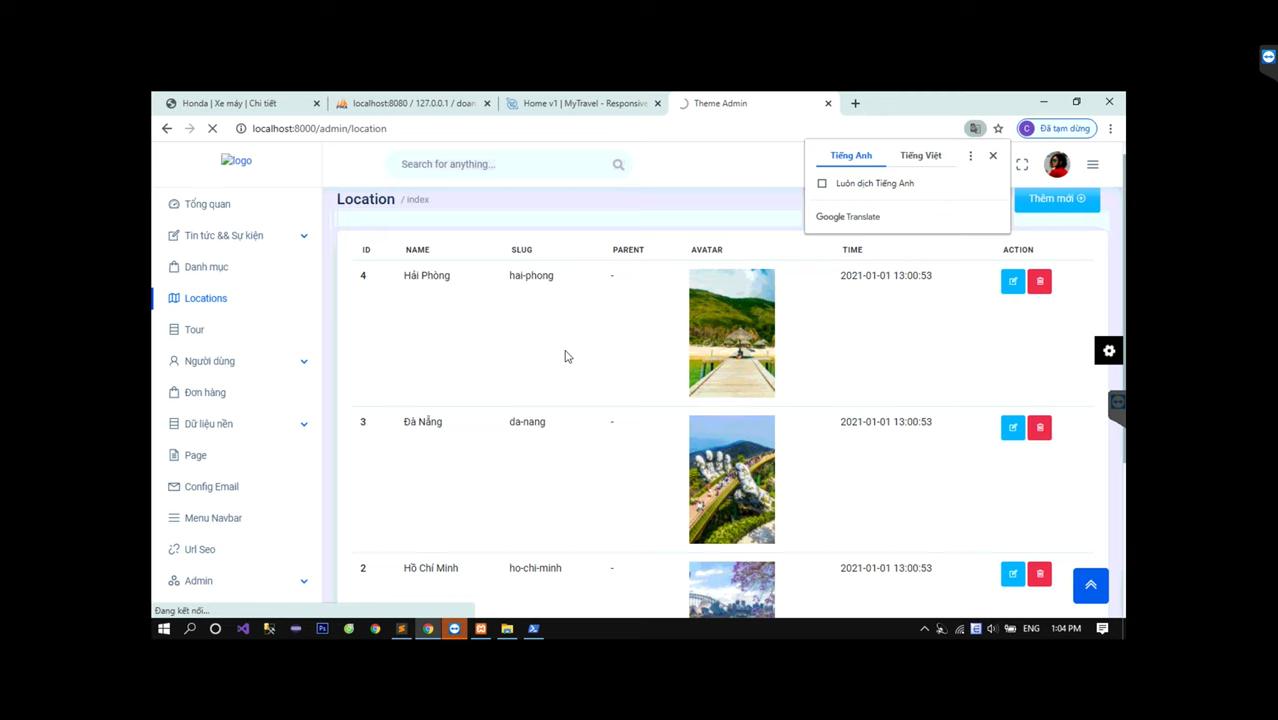 Honda | Xe máy | Chi tiết
localhost:8080 / 127.0.0.1 / doan
Home v1 | MyTravel - Responsive
Theme Admin
localhost:8000/admin/location
C Đã tạm dừng
logo
Search for anything...
Tiếng Anh
Tiếng Việt
Luôn dịch Tiếng Anh
Google Translate
Location / index
Thêm mới
Tổng quan
Tin tức && Sự kiện
Danh mục
Locations
Tour
Người dùng
Đơn hàng
Dữ liệu nền
Page
Config Email
Menu Navbar
Url Seo
Admin
ID NAME SLUG PARENT AVATAR TIME ACTION
4 Hải Phòng hai-phong - 2021-01-01 13:00:53
3 Đà Nẵng da-nang - 2021-01-01 13:00:53
2 Hồ Chí Minh ho-chi-minh - 2021-01-01 13:00:53
Đang kết nối...
Ps
ENG 1:04 PM